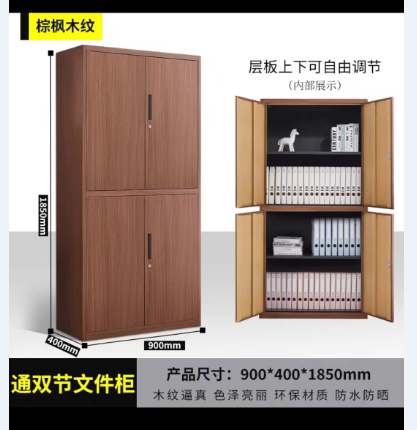 棕枫木纹
层板上下可自由调节
（内部展示）
1850mm
400mm
900mm
通双节文件柜
产品尺寸：900*400*1850mm
木纹逼真 色泽亮丽 环保材质 防水防晒